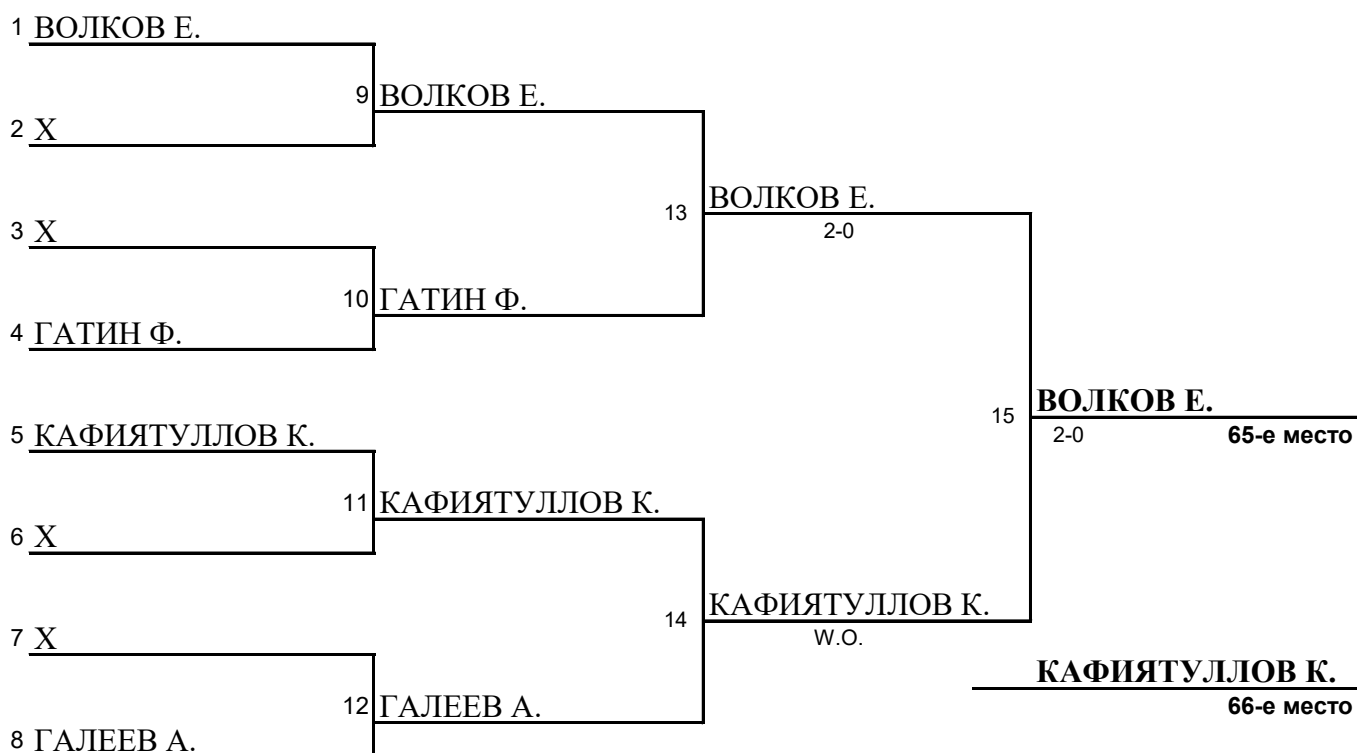 1 ВОЛКОВ Е.
9 ВОЛКОВ Е.
2 X
13 ВОЛКОВ Е.
2-0
3 X
10 ГАТИН Ф.
4 ГАТИН Ф.
15 ВОЛКОВ Е.
2-0 65-е место
5 КАФИЯТУЛЛОВ К.
11 КАФИЯТУЛЛОВ К.
6 X
14 КАФИЯТУЛЛОВ К.
W.O.
7 X
КАФИЯТУЛЛОВ К.
66-е место
12 ГАЛЕЕВ А.
8 ГАЛЕЕВ А.